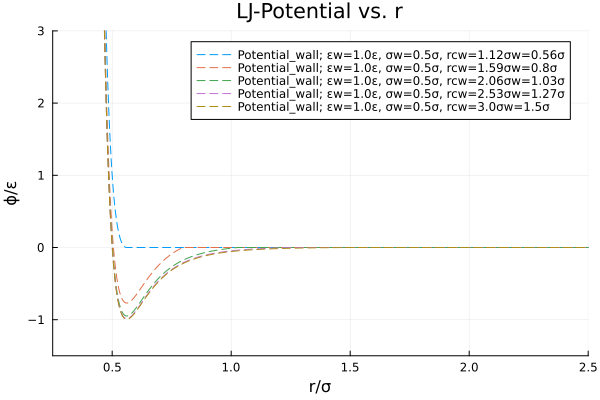 LJ-Potential vs. r
Potential_wall; εw=1.0ε, σw=0.5σ, rcw=1.12σw=0.56σ
Potential_wall; εw=1.0ε, σw=0.5σ, rcw=1.59σw=0.8σ
Potential_wall; εw=1.0ε, σw=0.5σ, rcw=2.06σw=1.03σ
Potential_wall; εw=1.0ε, σw=0.5σ, rcw=2.53σw=1.27σ
Potential_wall; εw=1.0ε, σw=0.5σ, rcw=3.0σw=1.5σ
ϕ/ε
3
2
1
0
−1
0.5 1.0 1.5 2.0 2.5
r/σ